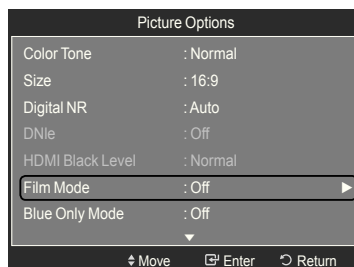 Picture Options
Color Tone : Normal
Size : 16:9
Digital NR : Auto
DNIe : Off
HDMI Black Level : Normal
Film Mode : Off
Blue Only Mode : Off
Move Enter Return